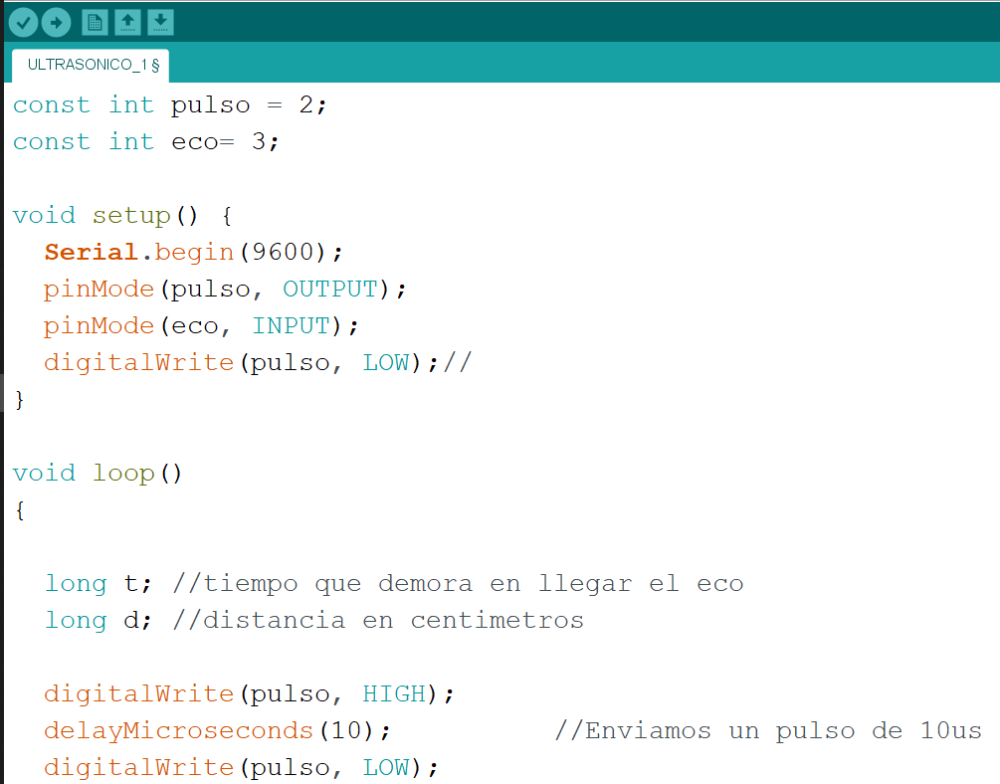 ULTRASONICO_1 §
const int pulso = 2;
const int eco= 3;
void setup() {
  Serial.begin(9600);
  pinMode(pulso, OUTPUT);
  pinMode(eco, INPUT);
  digitalWrite(pulso, LOW);//
}
void loop()
{
  long t; //tiempo que demora en llegar el eco
  long d; //distancia en centimetros
  digitalWrite(pulso, HIGH);
  delayMicroseconds(10);          //Enviamos un pulso de 10us
  digitalWrite(pulso, LOW);